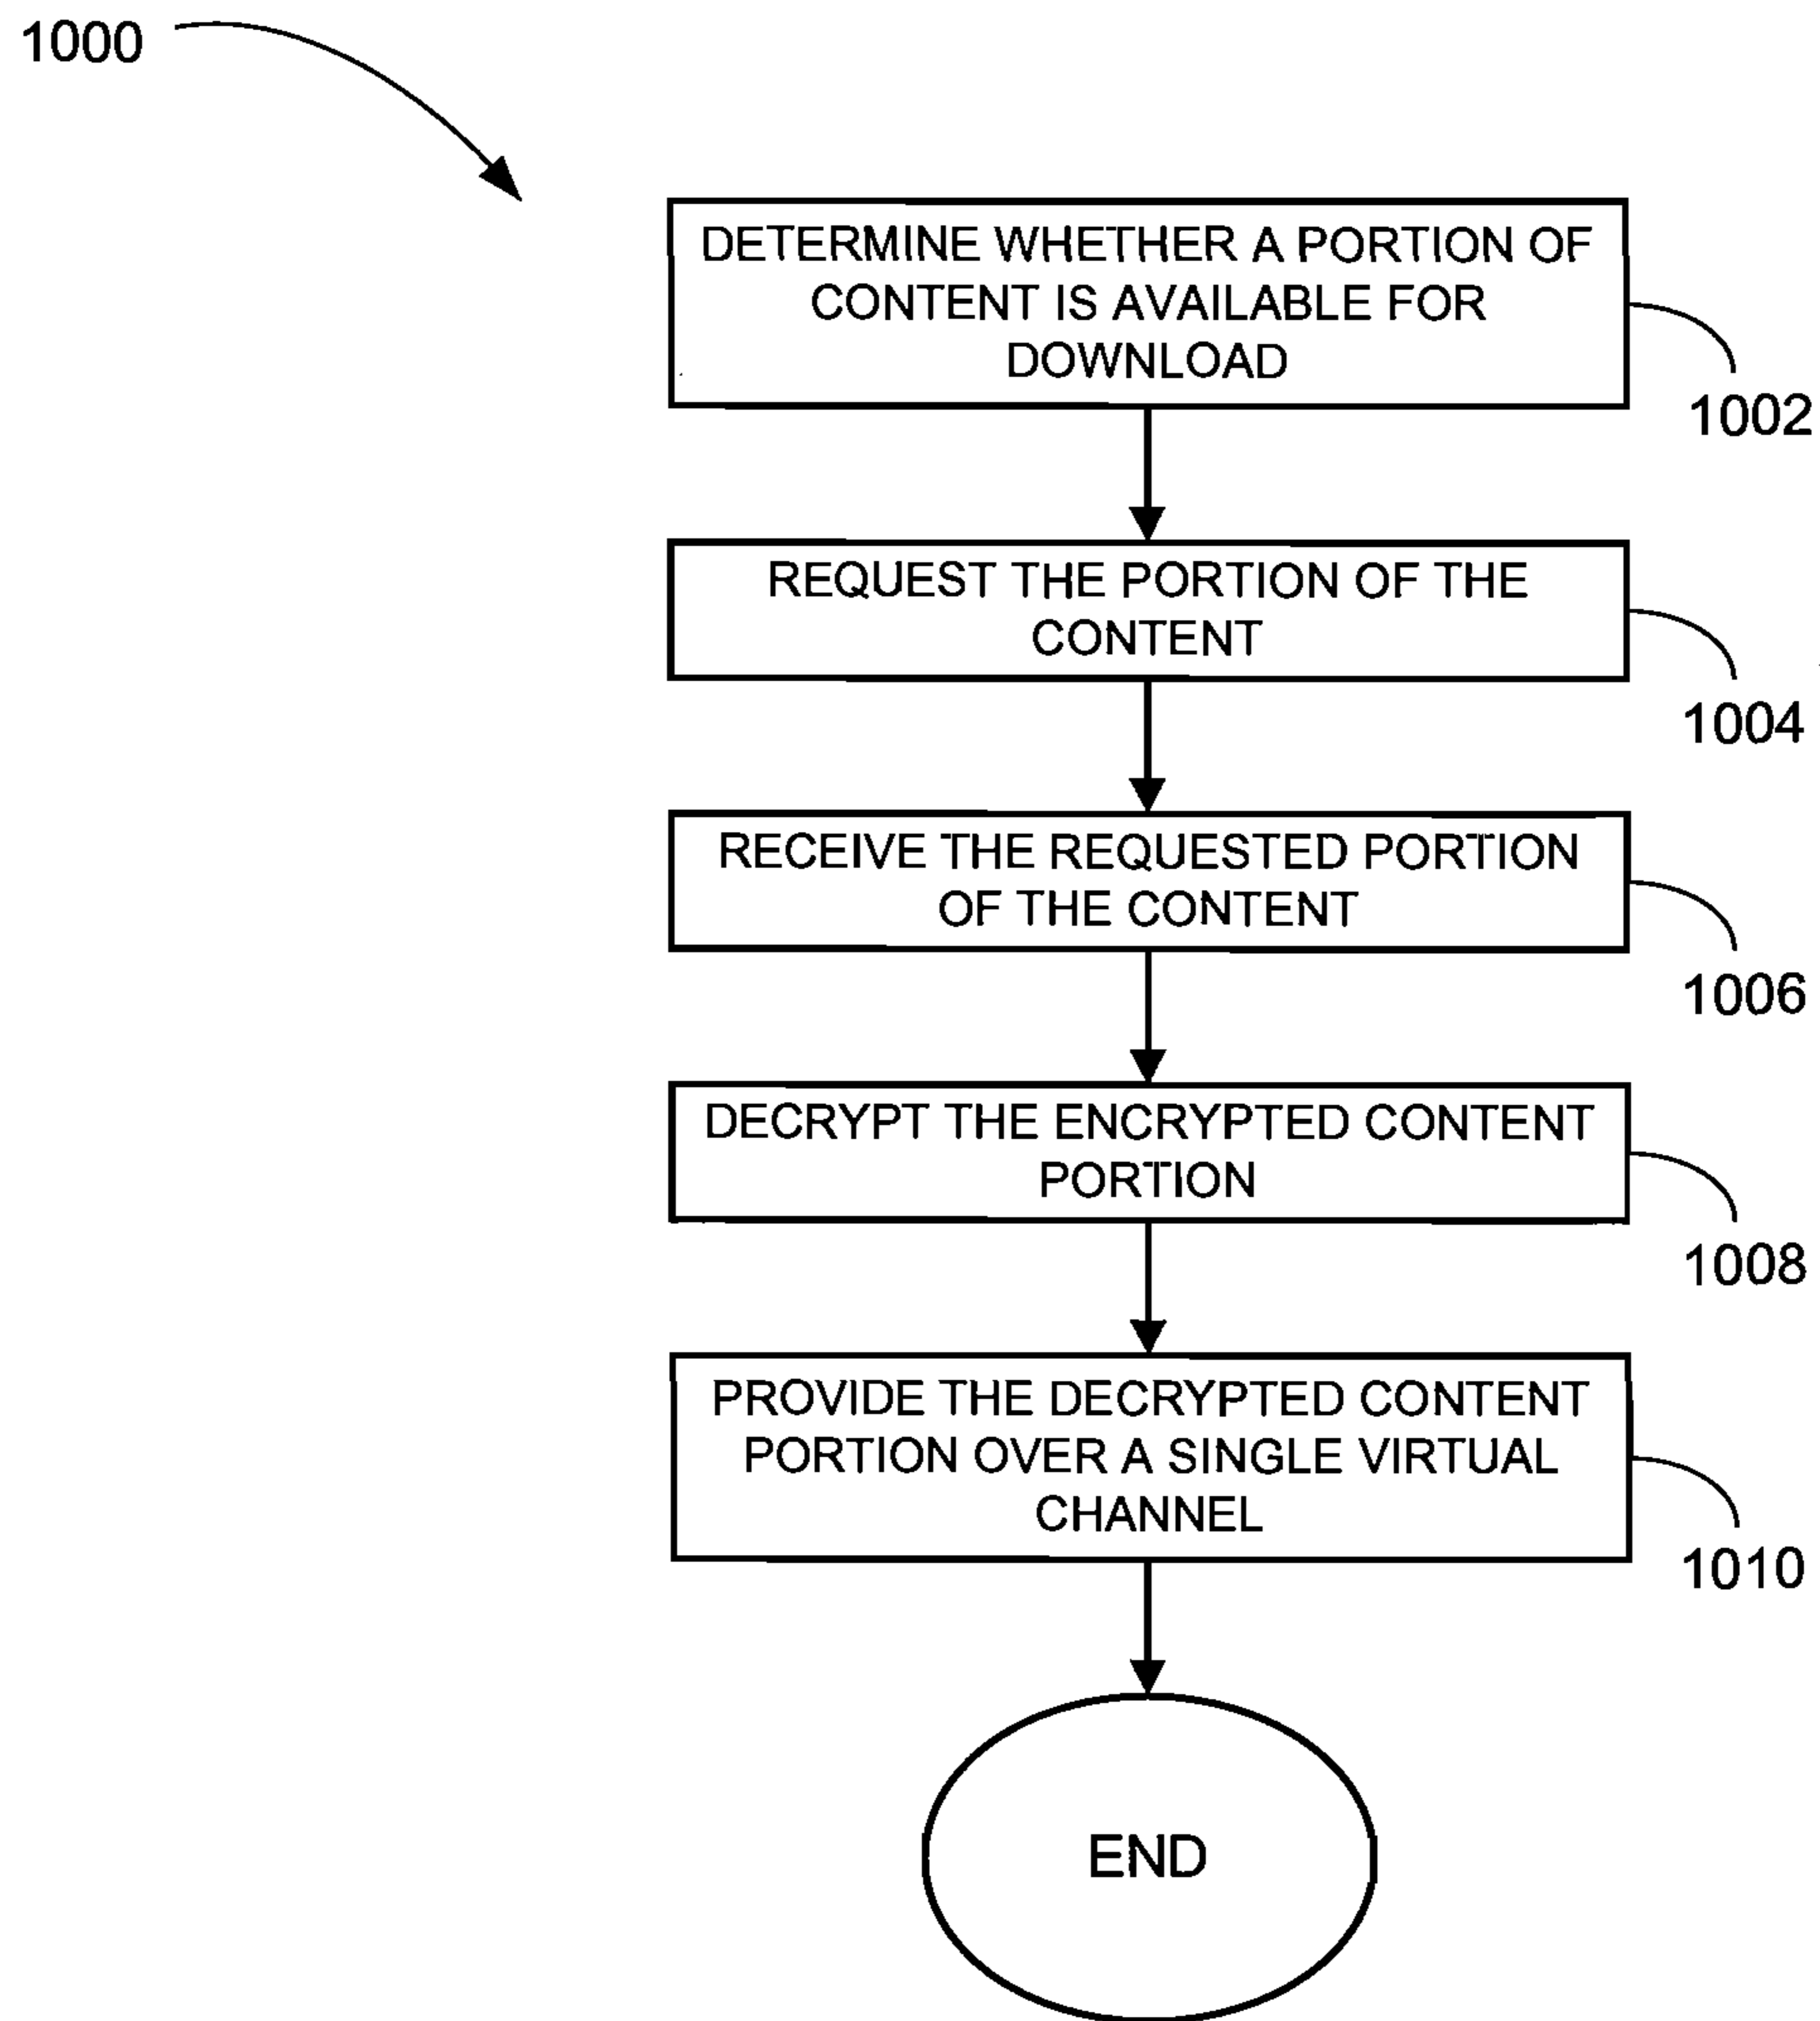 1000
DETERMINE WHETHER A PORTION OF
CONTENT IS AVAILABLE FOR
DOWNLOAD
1002
REQUEST THE PORTION OF THE
CONTENT
1004
RECEIVE THE REQUESTED PORTION
OF THE CONTENT
1006
DECRYPT THE ENCRYPTED CONTENT
PORTION
1008
PROVIDE THE DECRYPTED CONTENT
PORTION OVER A SINGLE VIRTUAL
CHANNEL
1010
END